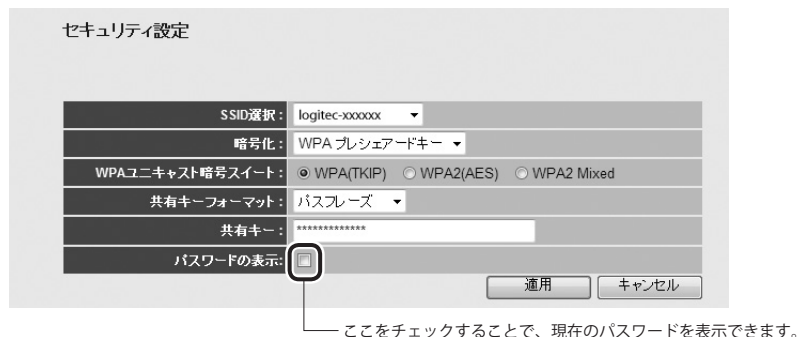 セキュリティ設定
SSID選択： logitec-xxxxxx
暗号化： WPA プレシェアードキー
WPAユニキャスト暗号スイート： WPA(TKIP) WPA2(AES) WPA2 Mixed
共有キーフォーマット： パスフレーズ
共有キー： *************
パスワードの表示:
適用 キャンセル
ここをチェックすることで、現在のパスワードを表示できます。